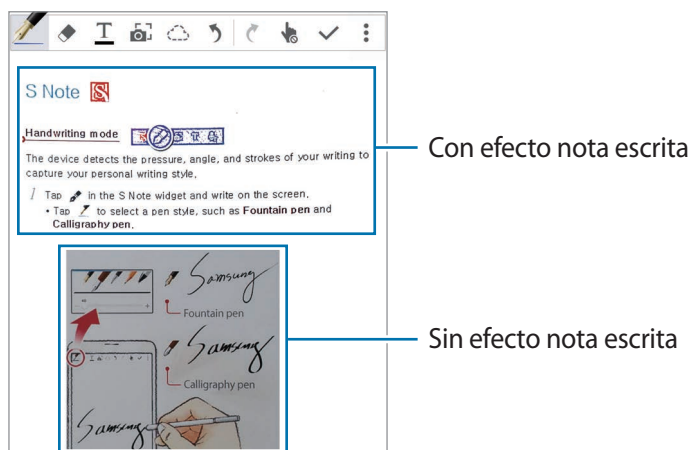 T
S Note
Handwriting mode
The device detects the pressure, angle, and strokes of your writing to
capture your personal writing style.
1 Tap in the S Note widget and write on the screen.
• Tap to select a pen style, such as Fountain pen and
Calligraphy pen.
Con efecto nota escrita
Samsung
Fountain pen
Samsung
Calligraphy pen
Samsung
Sin efecto nota escrita